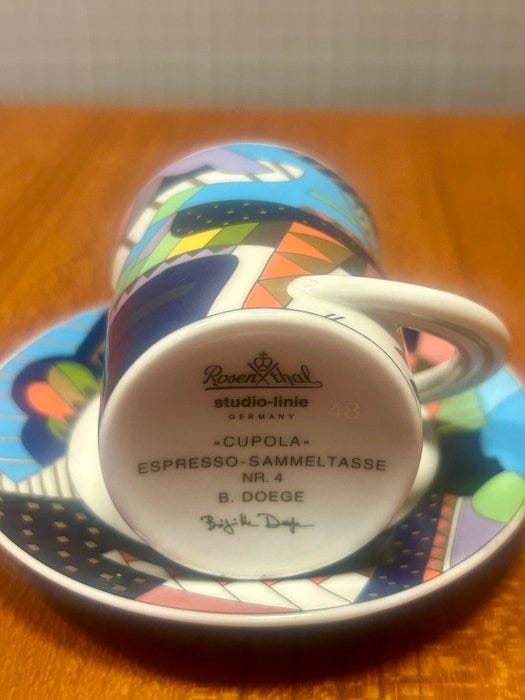 Rosenthal
studio-linie
GERMANY
48
»CUPOLA«
ESPRESSO-SAMMELTASSE
NR. 4
B. DOEGE
Brigitte Doege